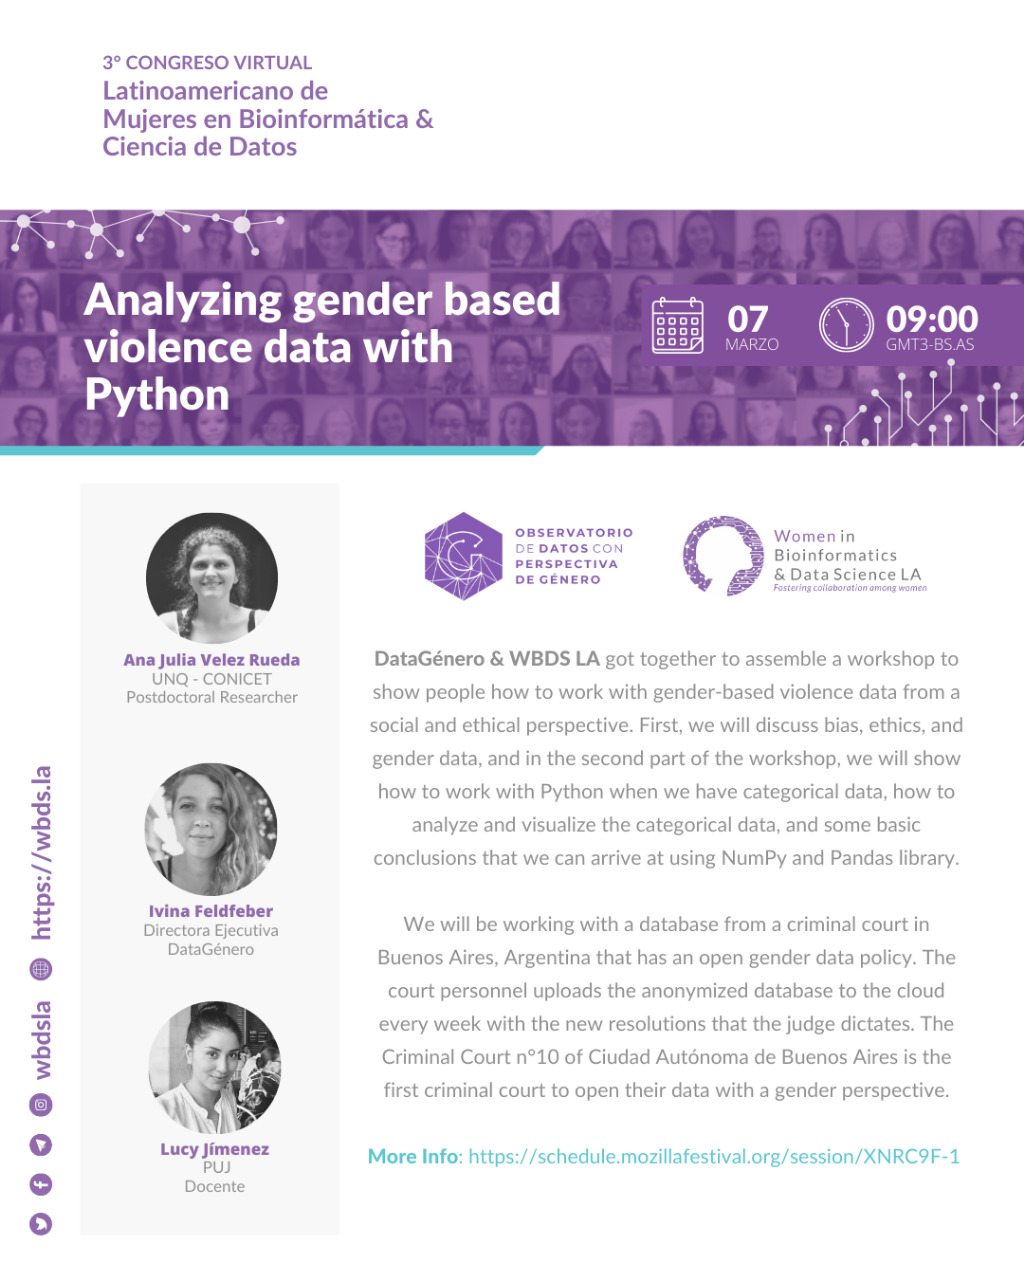 3° CONGRESO VIRTUAL
Latinoamericano de
Mujeres en Bioinformática &
Ciencia de Datos
Analyzing gender based
violence data with
Python
07
MARZO
09:00
GMT3-BS.AS
Ana Julia Velez Rueda
UNQ - CONICET
Postdoctoral Researcher
Ivina Feldfeber
Directora Ejecutiva
DataGénero
Lucy Jímenez
PUJ
Docente
https://wbds.la
wbdsla
OBSERVATORIO
DE DATOS CON
PERSPECTIVA
DE GÉNERO
Women in
Bioinformatics
& Data Science LA
Fostering collaboration among women
DataGénero & WBDS LA got together to assemble a workshop to
show people how to work with gender-based violence data from a
social and ethical perspective. First, we will discuss bias, ethics, and
gender data, and in the second part of the workshop, we will show
how to work with Python when we have categorical data, how to
analyze and visualize the categorical data, and some basic
conclusions that we can arrive at using NumPy and Pandas library.
We will be working with a database from a criminal court in
Buenos Aires, Argentina that has an open gender data policy. The
court personnel uploads the anonymized database to the cloud
every week with the new resolutions that the judge dictates. The
Criminal Court n°10 of Ciudad Autónoma de Buenos Aires is the
first criminal court to open their data with a gender perspective.
More Info: https://schedule.mozillafestival.org/session/XNRC9F-1